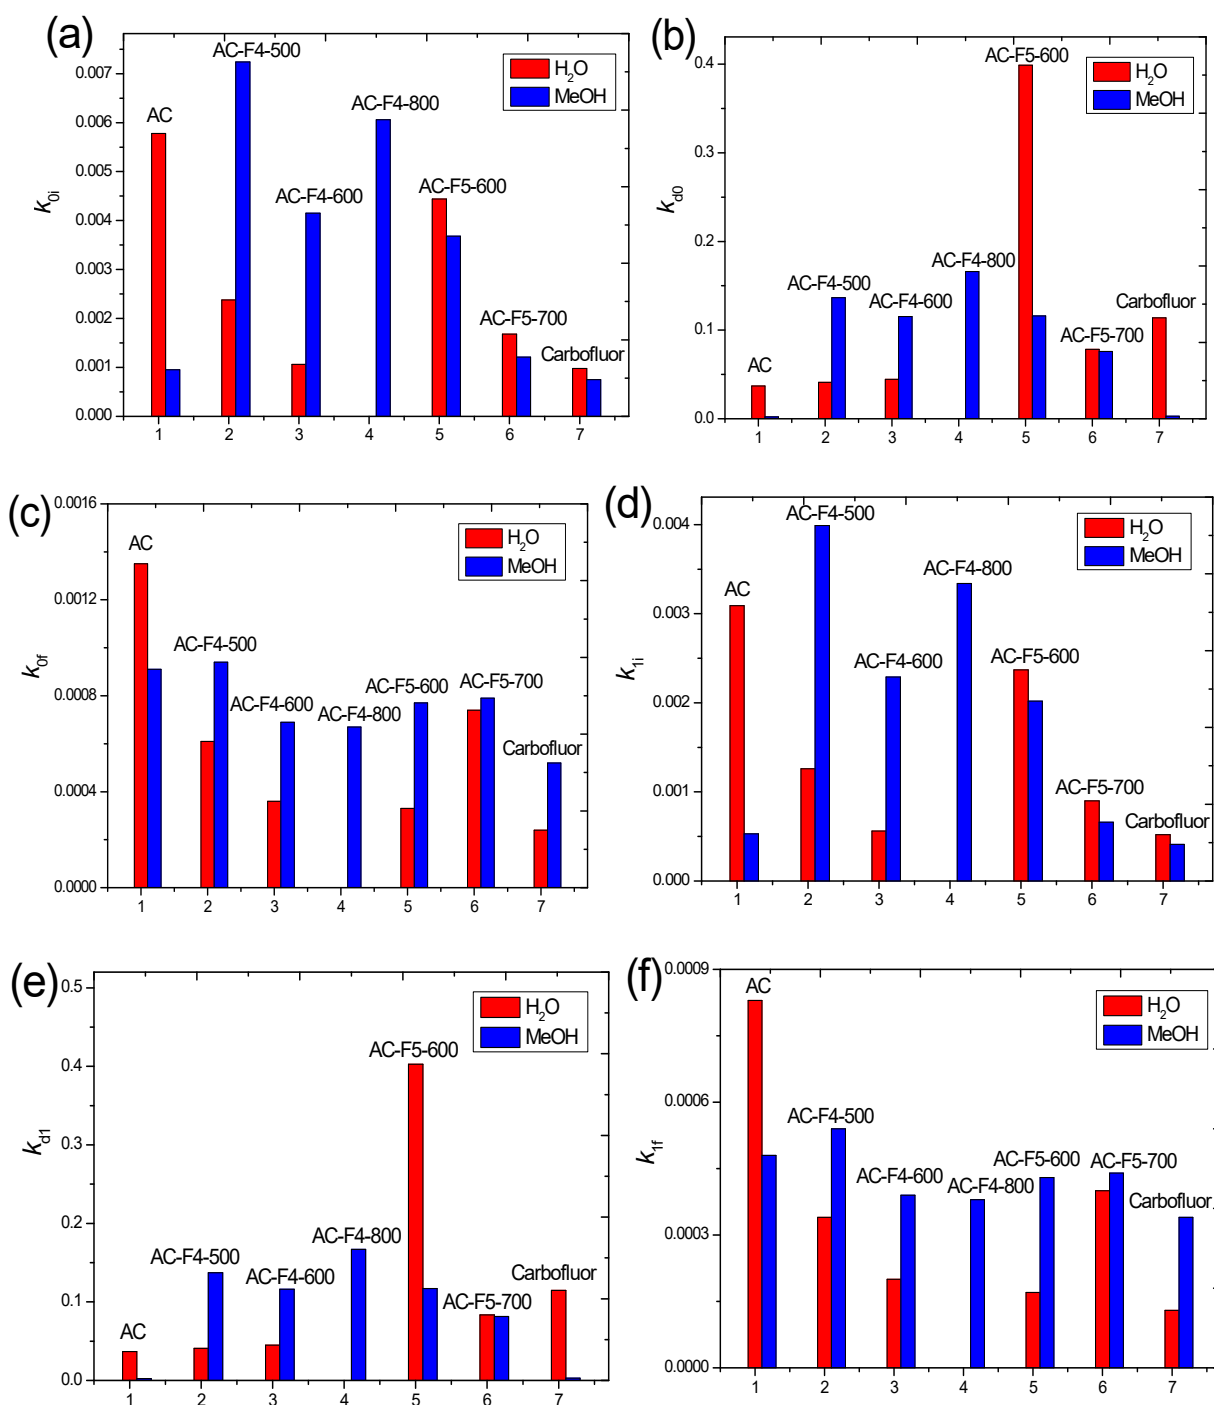 (a)
AC-F4-500
H₂O
MeOH
AC
AC-F4-800
AC-F4-600
AC-F5-600
AC-F5-700
Carbofluor
k₀ᵢ
0.007
0.006
0.005
0.004
0.003
0.002
0.001
0.000
1 2 3 4 5 6 7
(b)
AC-F5-600
H₂O
MeOH
AC-F4-800
AC-F4-500
AC-F4-600
Carbofluor
AC-F5-700
AC
k_d0
0.4
0.3
0.2
0.1
0.0
1 2 3 4 5 6 7
(c)
H₂O
MeOH
AC
AC-F4-500
AC-F4-600
AC-F4-800
AC-F5-600
AC-F5-700
Carbofluor
k_0f
0.0016
0.0012
0.0008
0.0004
0.0000
1 2 3 4 5 6 7
(d)
AC-F4-500
H₂O
MeOH
AC-F4-800
AC
AC-F4-600
AC-F5-600
AC-F5-700
Carbofluor
k₁ᵢ
0.004
0.003
0.002
0.001
0.000
1 2 3 4 5 6 7
(e)
H₂O
MeOH
AC-F5-600
AC-F4-800
AC-F4-500
AC-F4-600
Carbofluor
AC-F5-700
AC
k_d1
0.5
0.4
0.3
0.2
0.1
0.0
1 2 3 4 5 6 7
(f)
AC
H₂O
MeOH
AC-F4-500
AC-F4-600
AC-F4-800
AC-F5-600
AC-F5-700
Carbofluor
k_1f
0.0009
0.0006
0.0003
0.0000
1 2 3 4 5 6 7